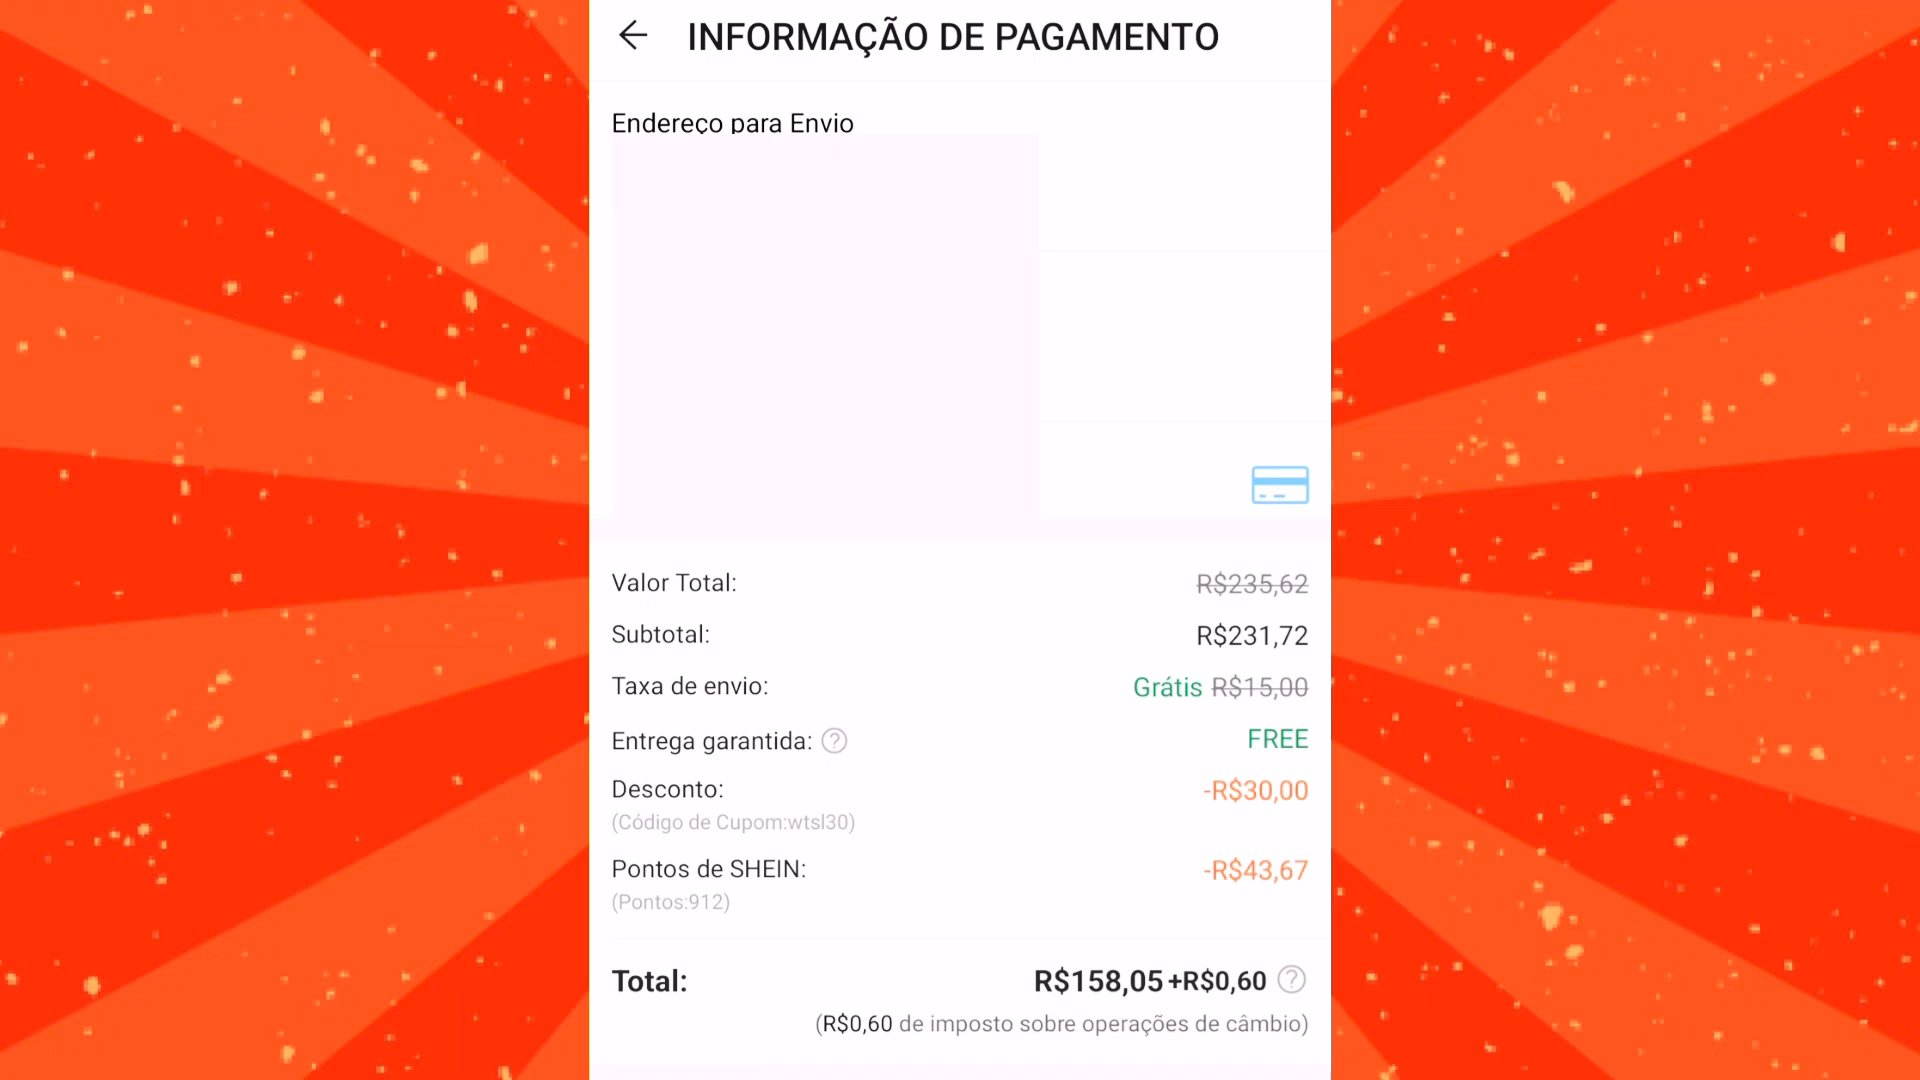 INFORMAÇÃO DE PAGAMENTO
Endereço para Envio
Valor Total: R$235,62
Subtotal: R$231,72
Taxa de envio: Grátis R$15,00
Entrega garantida: ? FREE
Desconto: -R$30,00
(Código de Cupom:wtsl30)
Pontos de SHEIN: -R$43,67
(Pontos:912)
Total: R$158,05+R$0,60 ?
(R$0,60 de imposto sobre operações de câmbio)